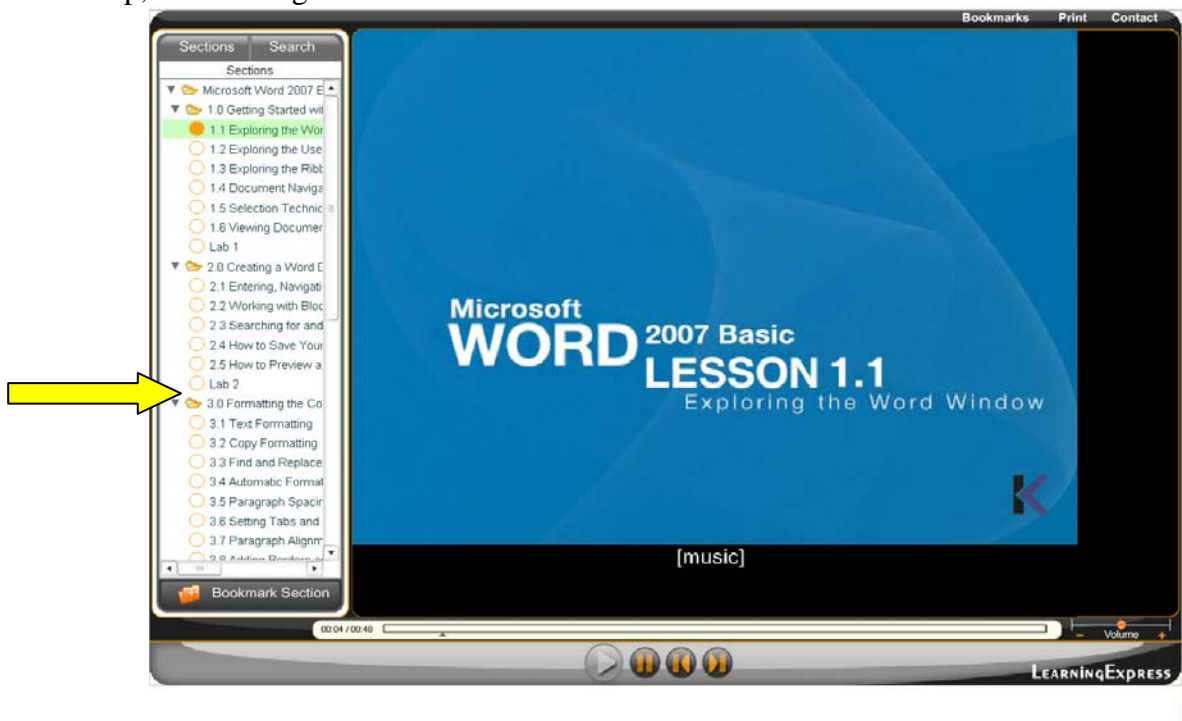 Bookmarks Print Contact
Sections Search
Sections
Microsoft Word 2007 E
1.0 Getting Started wit
1.1 Exploring the Wor
1.2 Exploring the Use
1.3 Exploring the Ribb
1.4 Document Naviga
1.5 Selection Technic
1.6 Viewing Documer
Lab 1
2.0 Creating a Word D
2.1 Entering, Navigati
2.2 Working with Bloc
2.3 Searching for and
2.4 How to Save Your
2.5 How to Preview a
Lab 2
3.0 Formatting the Co
3.1 Text Formatting
3.2 Copy Formatting
3.3 Find and Replace
3.4 Automatic Format
3.5 Paragraph Spacin
3.6 Setting Tabs and
3.7 Paragraph Alignm
Bookmark Section
Microsoft
WORD 2007 Basic
LESSON 1.1
Exploring the Word Window
[music]
00:04 / 00:48
- Volume +
LEARNINGEXPRESS